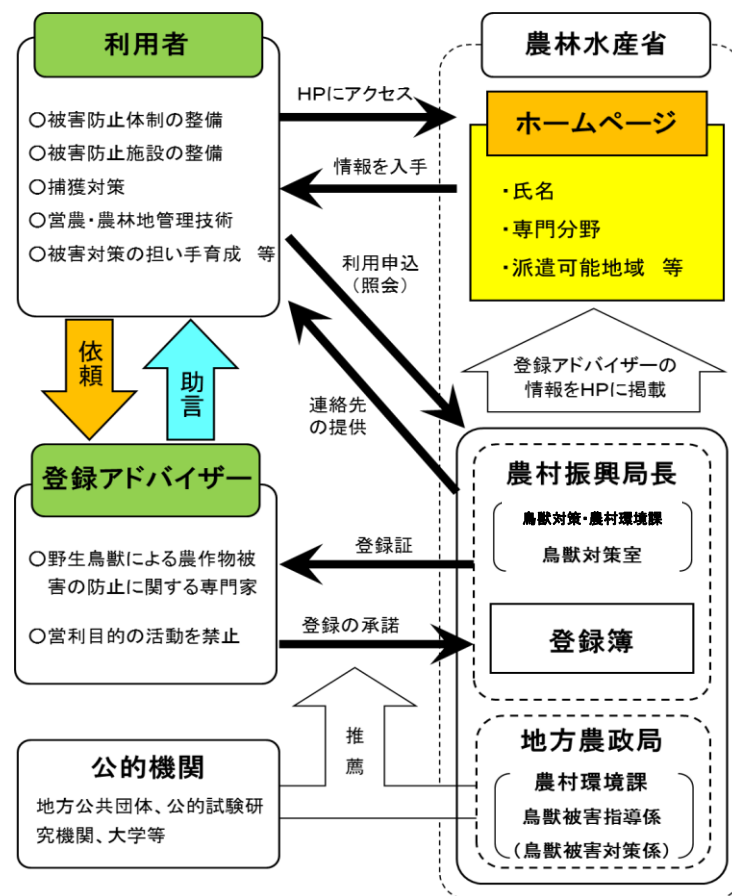 利用者
○被害防止体制の整備
○被害防止施設の整備
○捕獲対策
○営農・農林地管理技術
○被害対策の担い手育成 等
HPにアクセス
情報を入手
農林水産省
ホームページ
・氏名
・専門分野
・派遣可能地域 等
利用申込
（照会）
連絡先
の提供
依頼
助言
登録アドバイザーの
情報をHPに掲載
登録アドバイザー
○野生鳥獣による農作物被
害の防止に関する専門家
○営利目的の活動を禁止
登録証
登録の承諾
農村振興局長
鳥獣対策・農村環境課
鳥獣対策室
登録簿
推薦
公的機関
地方公共団体、公的試験研
究機関、大学等
地方農政局
農村環境課
鳥獣被害指導係
(鳥獣被害対策係)